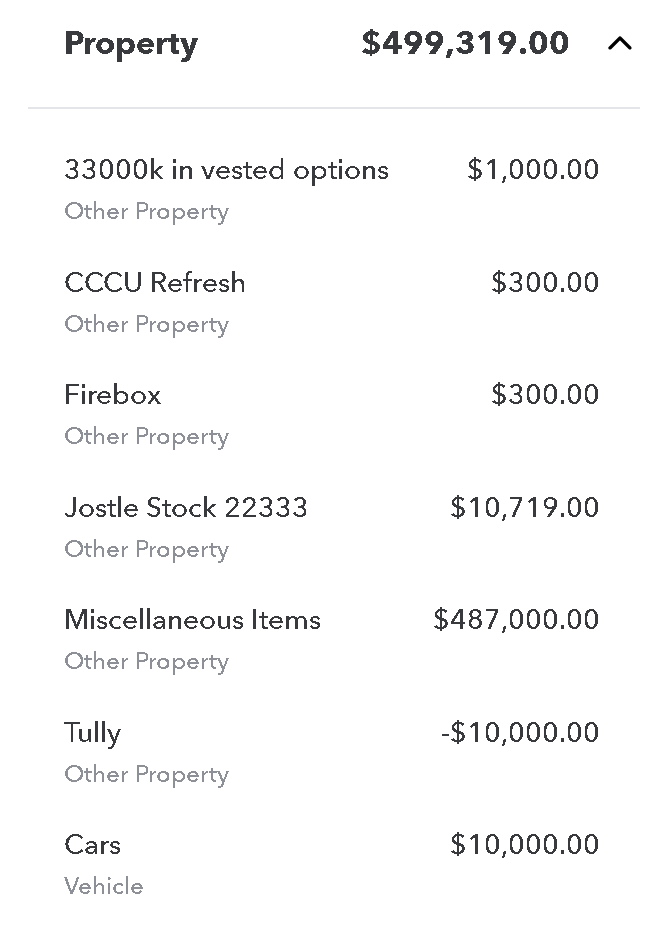 Property $499,319.00
33000k in vested options $1,000.00
Other Property
CCCU Refresh $300.00
Other Property
Firebox $300.00
Other Property
Jostle Stock 22333 $10,719.00
Other Property
Miscellaneous Items $487,000.00
Other Property
Tully -$10,000.00
Other Property
Cars $10,000.00
Vehicle